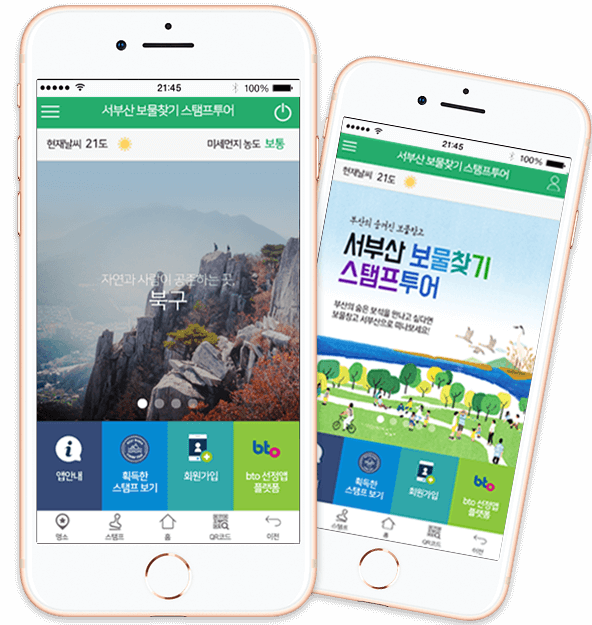 21:45
100%
서부산 보물찾기 스탬프투어
현재날씨 21도
미세먼지 농도 보통
자연과 사람이 공존하는 곳,
북구
앱안내
획득한
스탬프 보기
회원가입
bto
bto 선정앱
플랫폼
명소
스탬프
홈
QR코드
이전
21:45
100%
서부산 보물찾기 스탬프투어
현재날씨 21도
부산의 숨겨진 보물창고
서부산 보물찾기
스탬프투어
부산의 숨은 보석을 만나고 싶다면
보물창고 서부산으로 떠나보세요!
획득한
스탬프 보기
회원가입
bto
bto 선정앱
플랫폼
스탬프
홈
QR코드
이전